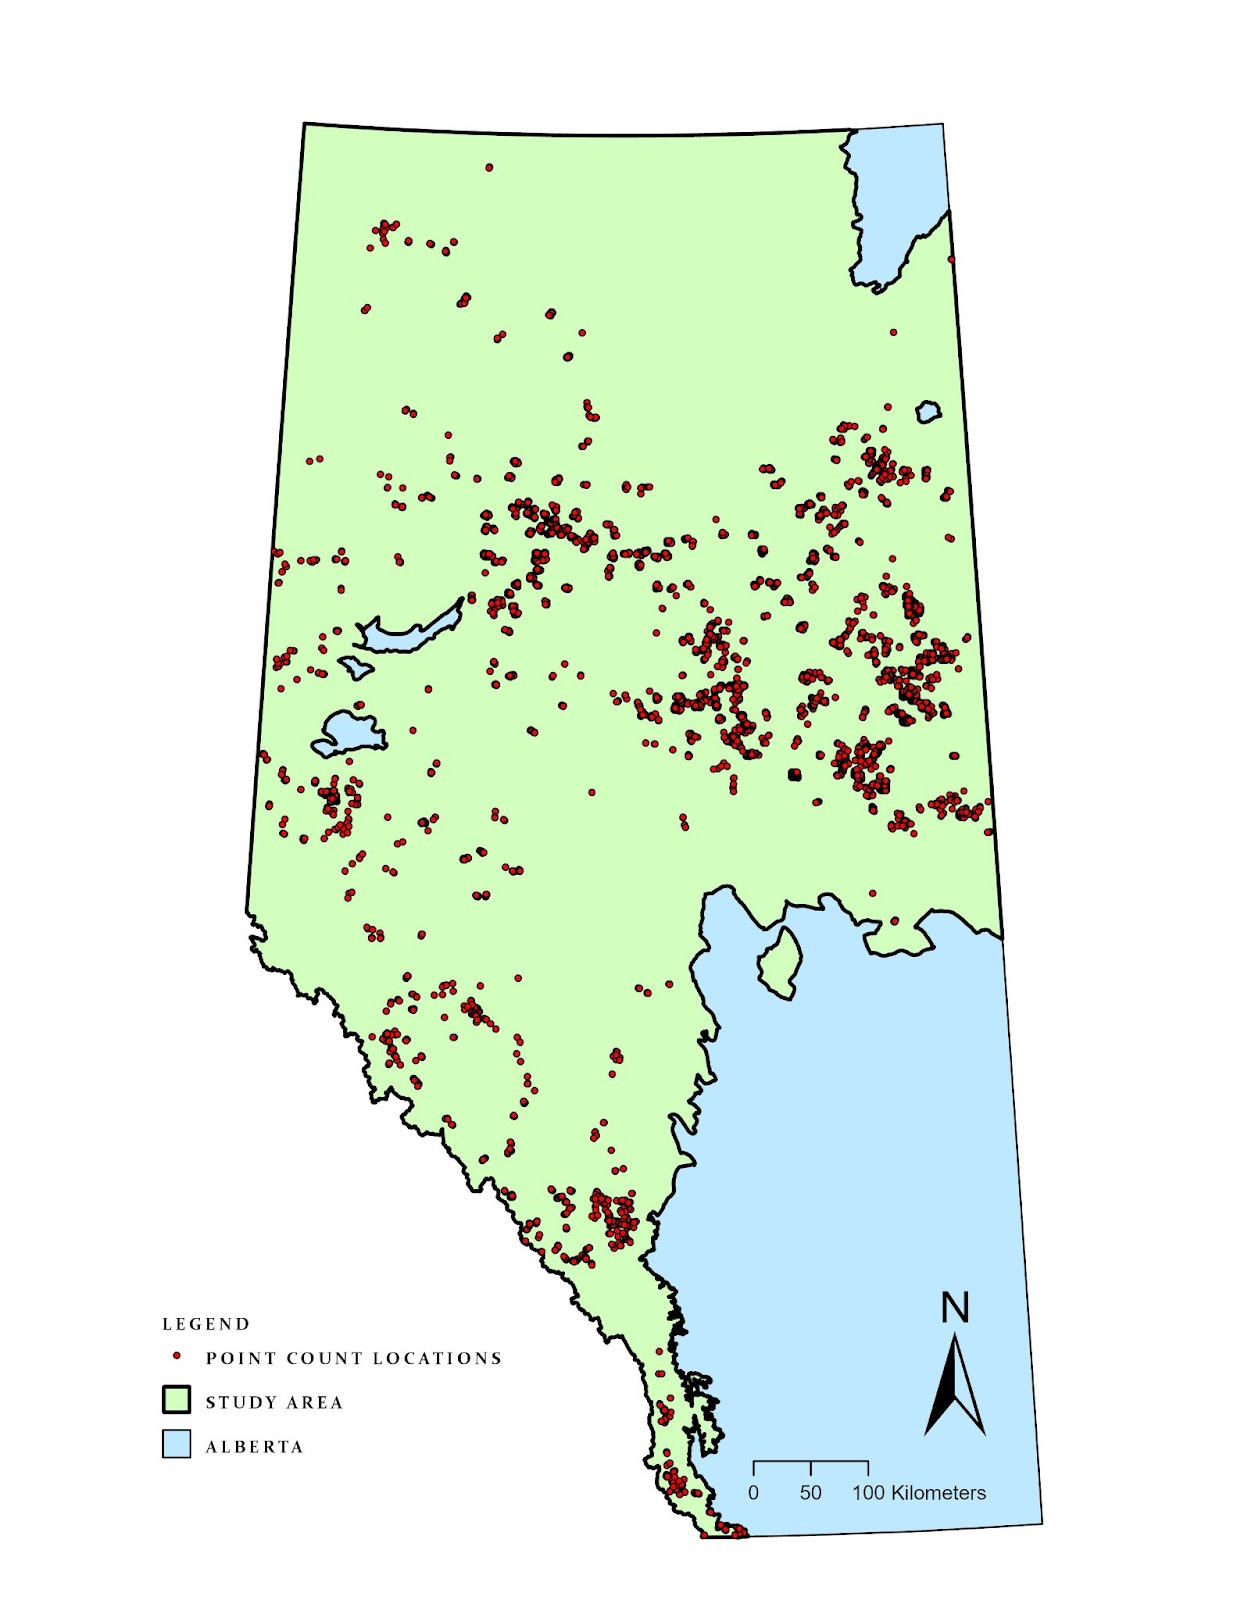 N
LEGEND
POINT COUNT LOCATIONS
STUDY AREA
ALBERTA
0 50 100 Kilometers